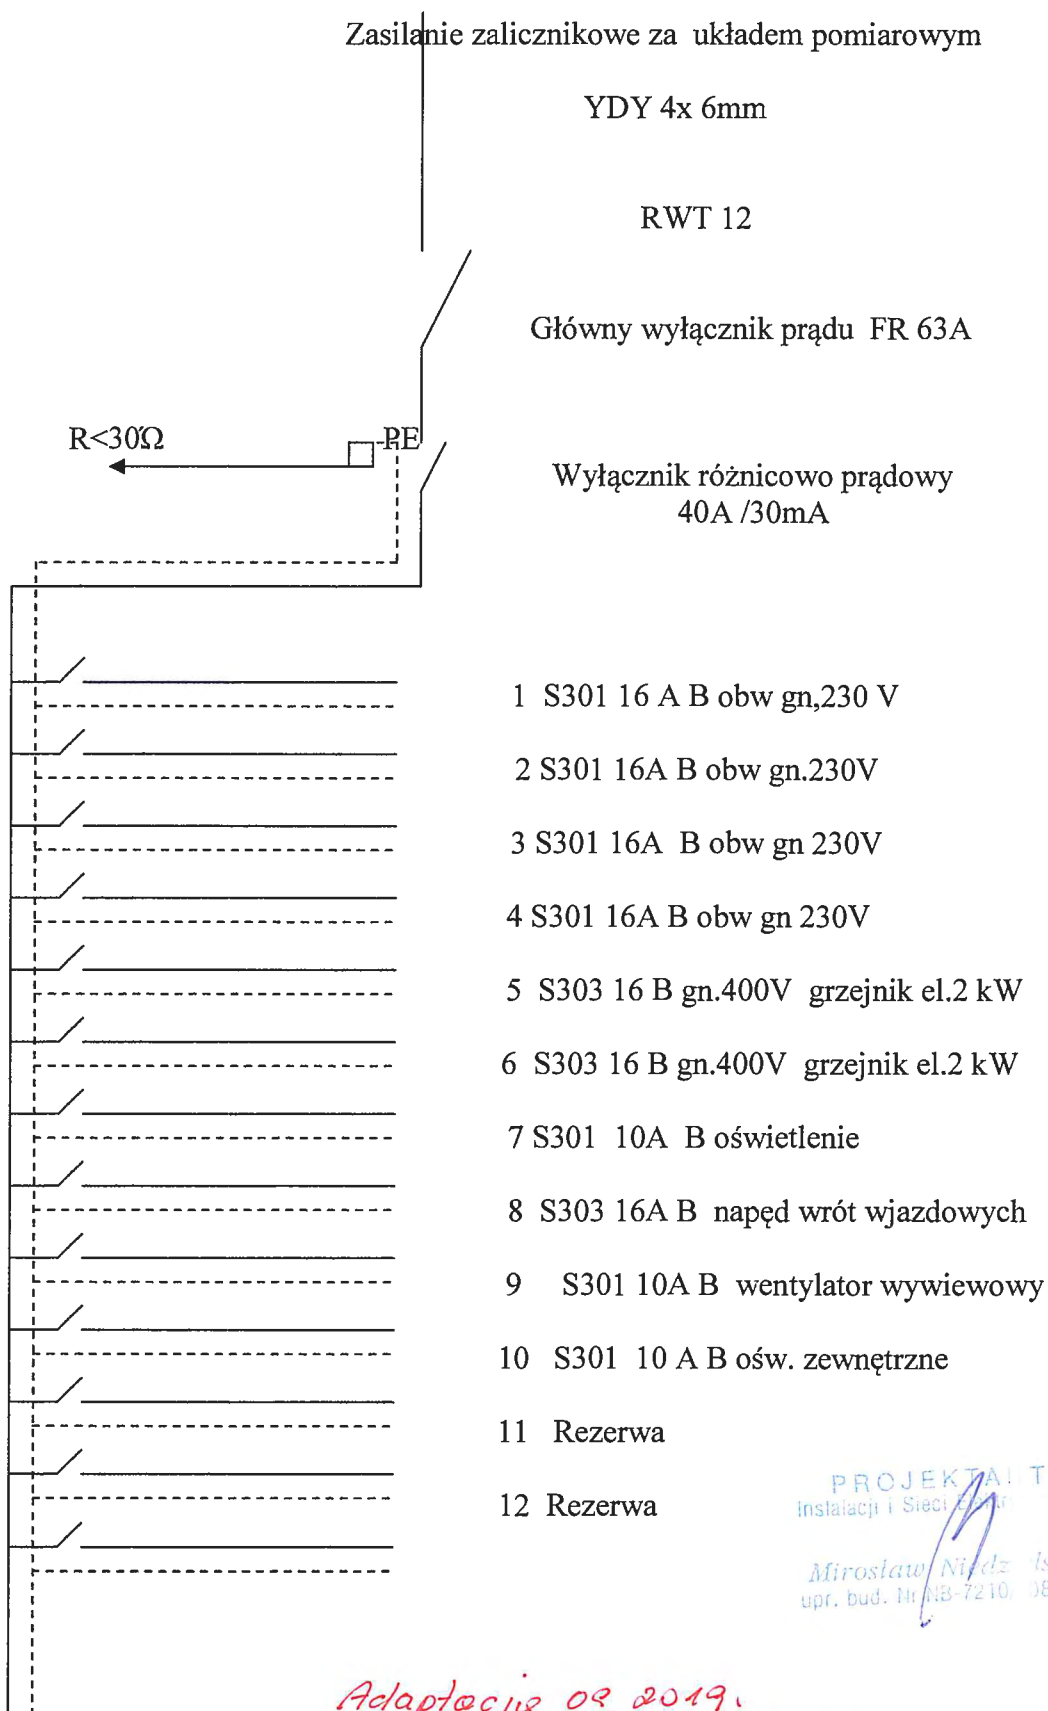 Zasilanie zalicznikowe za układem pomiarowym
YDY 4x 6mm
RWT 12
Główny wyłącznik prądu FR 63A
R<30Ω
PE
Wyłącznik różnicowo prądowy
40A /30mA
1 S301 16 A B obw gn,230 V
2 S301 16A B obw gn.230V
3 S301 16A B obw gn 230V
4 S301 16A B obw gn 230V
5 S303 16 B gn.400V grzejnik el.2 kW
6 S303 16 B gn.400V grzejnik el.2 kW
7 S301 10A B oświetlenie
8 S303 16A B napęd wrót wjazdowych
9 S301 10A B wentylator wywiewowy
10 S301 10 A B ośw. zewnętrzne
11 Rezerwa
12 Rezerwa
Instalacji i Sieci
Mirosław
upr. bud. Nr NB-7210
Adaptacja 09 2019.